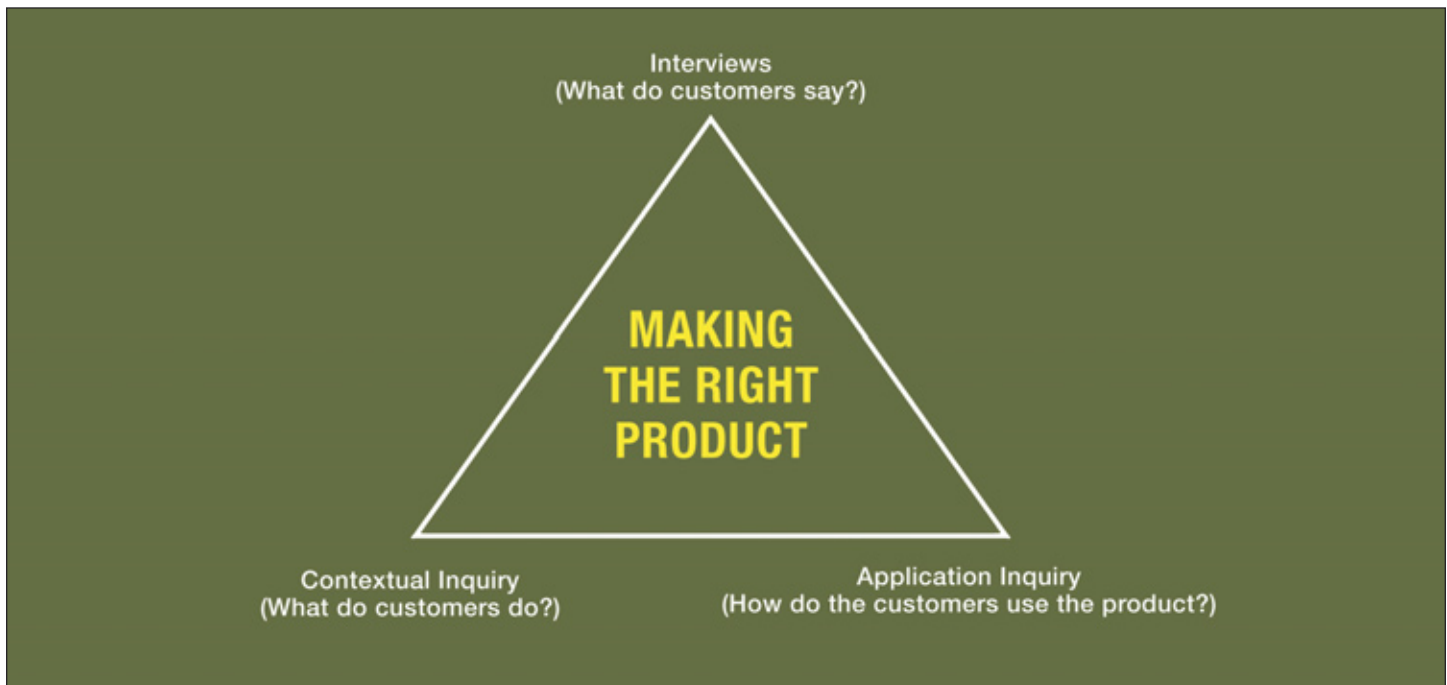 Interviews
(What do customers say?)
MAKING
THE RIGHT
PRODUCT
Contextual Inquiry
(What do customers do?)
Application Inquiry
(How do the customers use the product?)